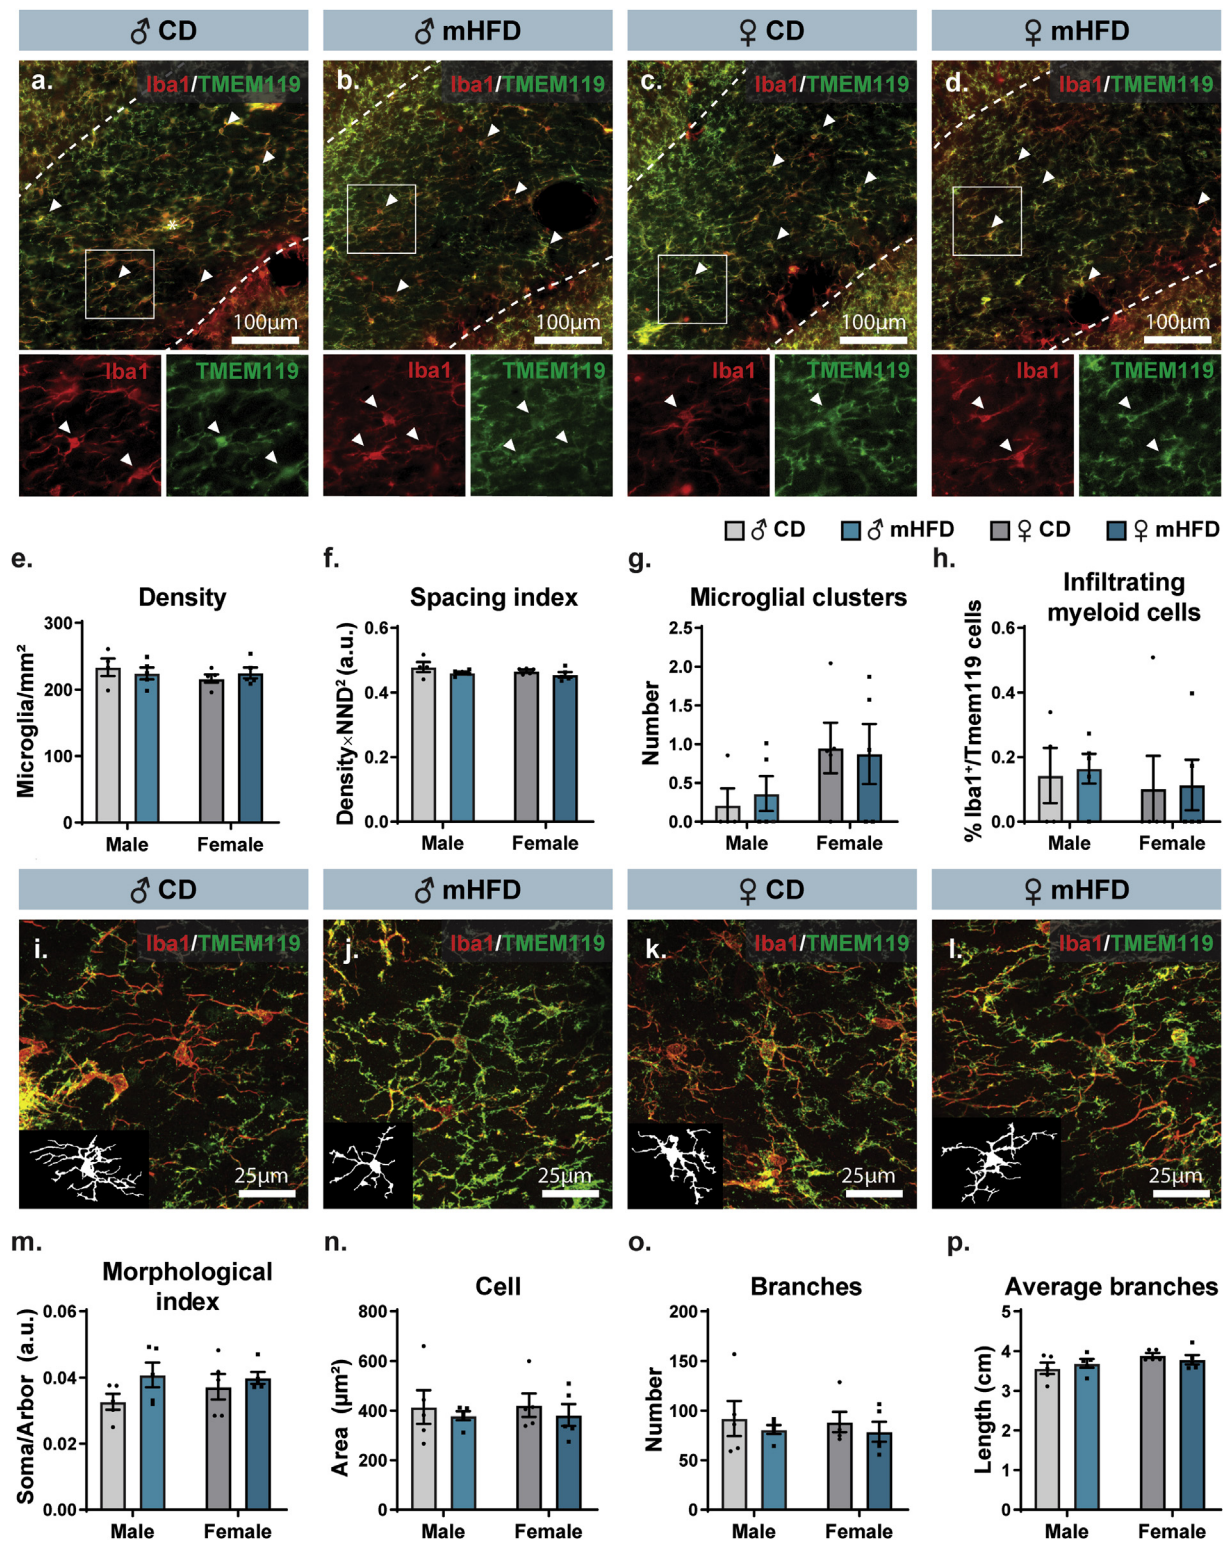 ♂ CD
♂ mHFD
♀ CD
♀ mHFD
a. Iba1/TMEM119
b. Iba1/TMEM119
c. Iba1/TMEM119
d. Iba1/TMEM119
*
100µm
100µm
100µm
100µm
Iba1
TMEM119
Iba1
TMEM119
Iba1
TMEM119
Iba1
TMEM119
♂ CD
♂ mHFD
♀ CD
♀ mHFD
e.
Density
Microglia/mm²
300
200
100
0
Male
Female
f.
Spacing index
Density×NND² (a.u.)
0.6
0.4
0.2
0.0
Male
Female
g.
Microglial clusters
Number
2.5
2.0
1.5
1.0
0.5
0.0
Male
Female
h.
Infiltrating
myeloid cells
% Iba1⁺/Tmem119 cells
0.6
0.4
0.2
0.0
Male
Female
♂ CD
♂ mHFD
♀ CD
♀ mHFD
i. Iba1/TMEM119
j. Iba1/TMEM119
k. Iba1/TMEM119
l. Iba1/TMEM119
25µm
25µm
25µm
25µm
m.
Morphological
index
Soma/Arbor (a.u.)
0.06
0.04
0.02
0.00
Male
Female
n.
Cell
Area (µm²)
800
600
400
200
0
Male
Female
o.
Branches
Number
200
150
100
50
0
Male
Female
p.
Average branches
Length (cm)
5
4
3
2
1
0
Male
Female